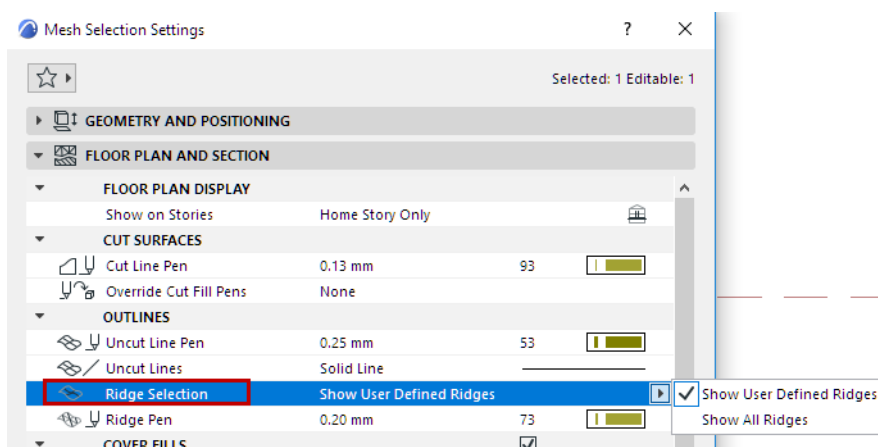 Mesh Selection Settings ? ×
Selected: 1 Editable: 1
GEOMETRY AND POSITIONING
FLOOR PLAN AND SECTION
FLOOR PLAN DISPLAY
Show on Stories Home Story Only
CUT SURFACES
Cut Line Pen 0.13 mm 93
Override Cut Fill Pens None
OUTLINES
Uncut Line Pen 0.25 mm 53
Uncut Lines Solid Line
Ridge Selection Show User Defined Ridges Show User Defined Ridges
Ridge Pen 0.20 mm 73 Show All Ridges
COVER FILLS